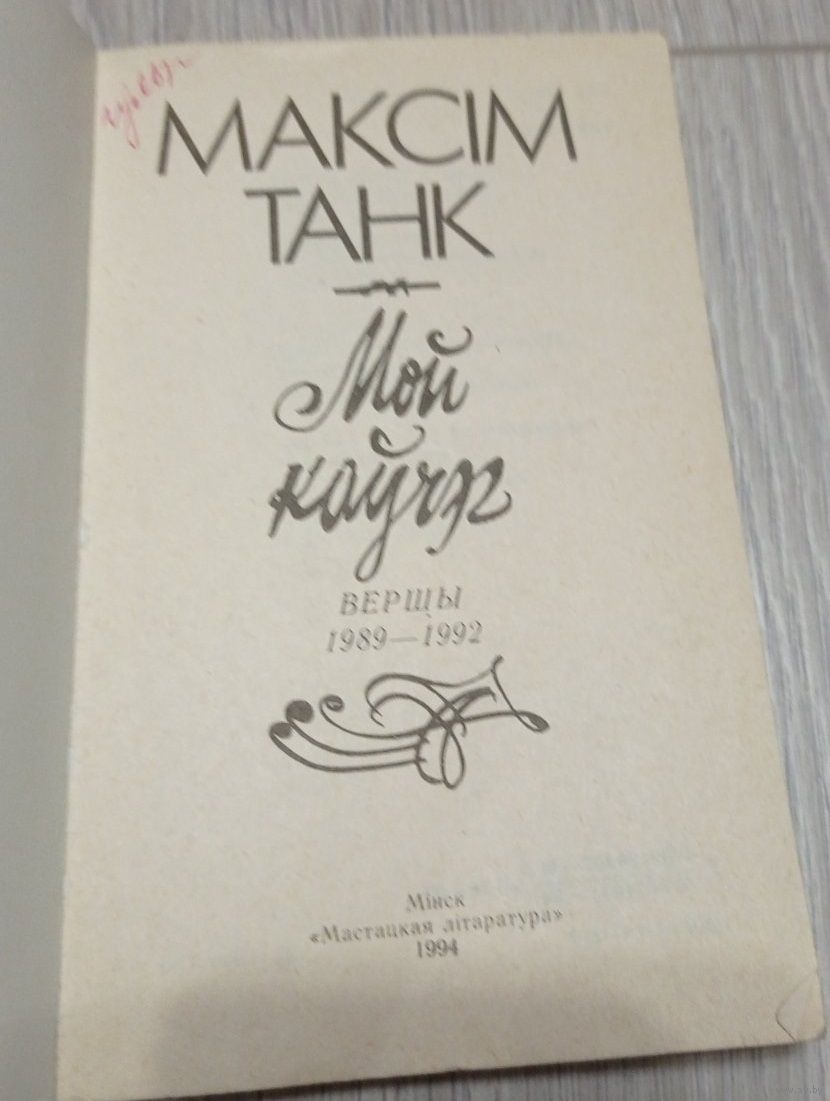 МАКСІМ
ТАНК
Мой
каўчэг
ВЕРШЫ
1989—1992
Мінск
«Мастацкая літаратура»
1994